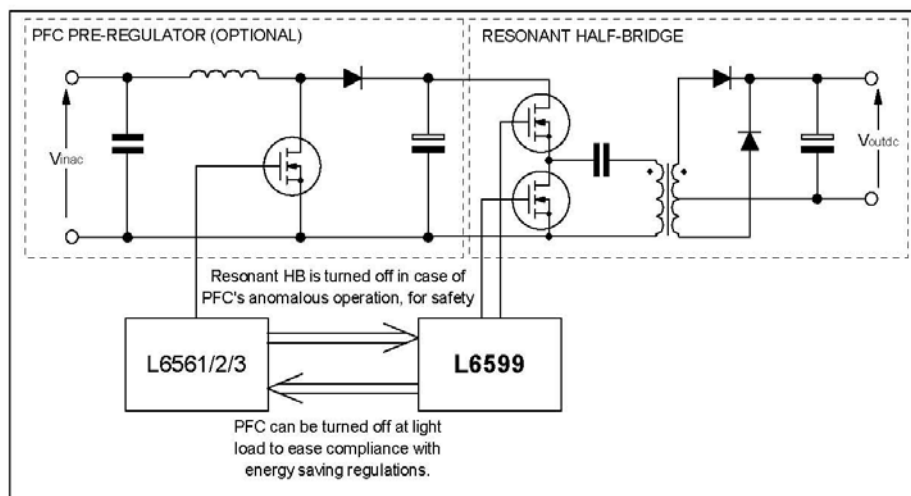 PFC PRE-REGULATOR (OPTIONAL)
RESONANT HALF-BRIDGE
Vinac
Voutdc
Resonant HB is turned off in case of
PFC's anomalous operation, for safety
L6561/2/3
L6599
PFC can be turned off at light
load to ease compliance with
energy saving regulations.